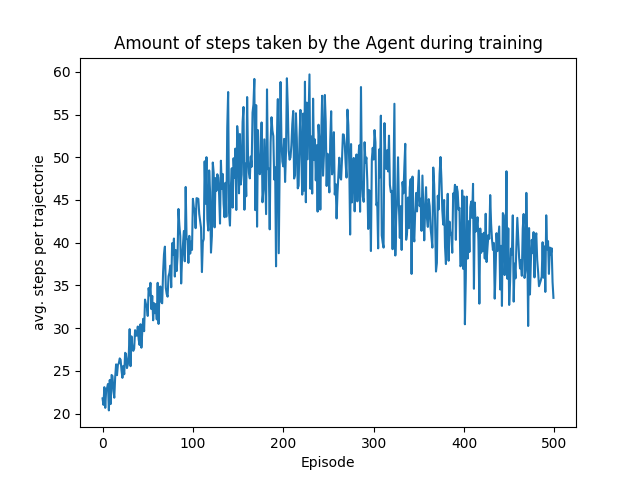 Amount of steps taken by the Agent during training
60
55
50
45
40
35
30
25
20
avg. steps per trajectorie
0 100 200 300 400 500
Episode